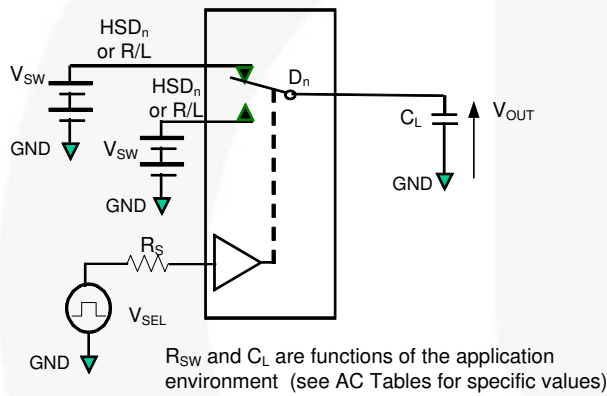 HSDn
or R/L
VSW
GND
HSDn
or R/L
VSW
GND
Dn
CL
VOUT
GND
RS
VSEL
GND
RSW and CL are functions of the application
environment (see AC Tables for specific values)